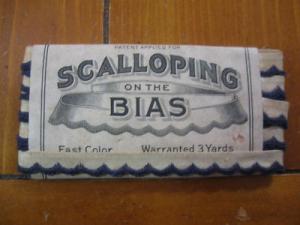 PATENT APPLIED FOR
SCALLOPING
ON THE
BIAS
Fast Color Warranted 3 Yards